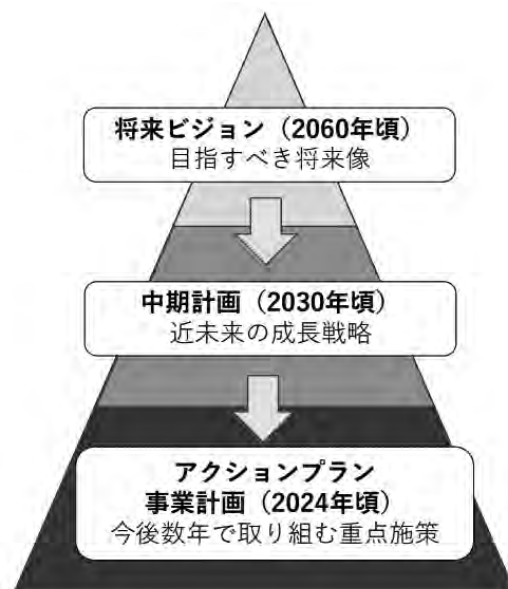 将来ビジョン（2060年頃）
目指すべき将来像
中期計画（2030年頃）
近未来の成長戦略
アクションプラン
事業計画（2024年頃）
今後数年で取り組む重点施策